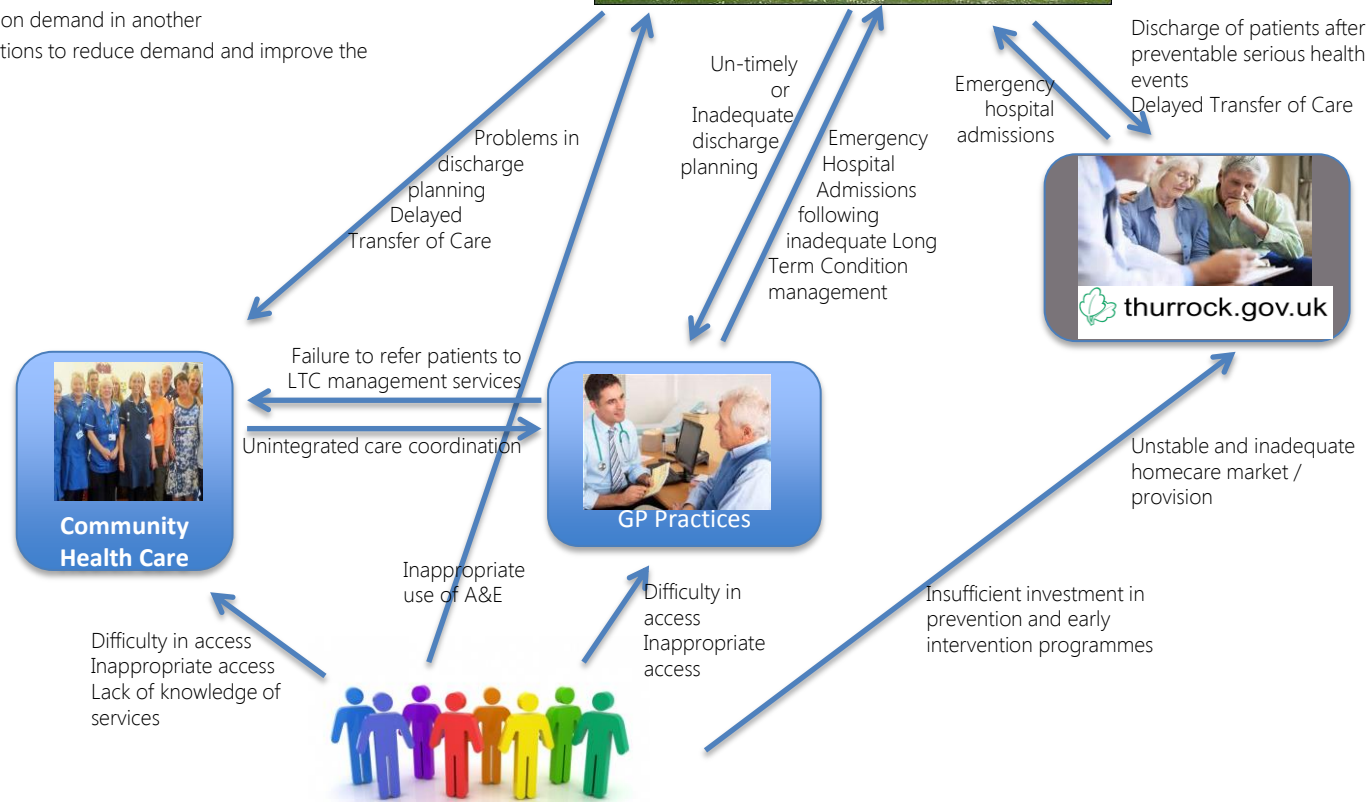 on demand in another
tions to reduce demand and improve the
Discharge of patients after
preventable serious health
events
Delayed Transfer of Care
Un-timely
or
Inadequate
discharge
planning
Emergency
hospital
admissions
Problems in
discharge
planning
Delayed
Transfer of Care
Emergency
Hospital
Admissions
following
inadequate Long
Term Condition
management
thurrock.gov.uk
Failure to refer patients to
LTC management services
Unintegrated care coordination
Unstable and inadequate
homecare market /
provision
Community
Health Care
GP Practices
Inappropriate
use of A&E
Difficulty in
access
Inappropriate
access
Insufficient investment in
prevention and early
intervention programmes
Difficulty in access
Inappropriate access
Lack of knowledge of
services